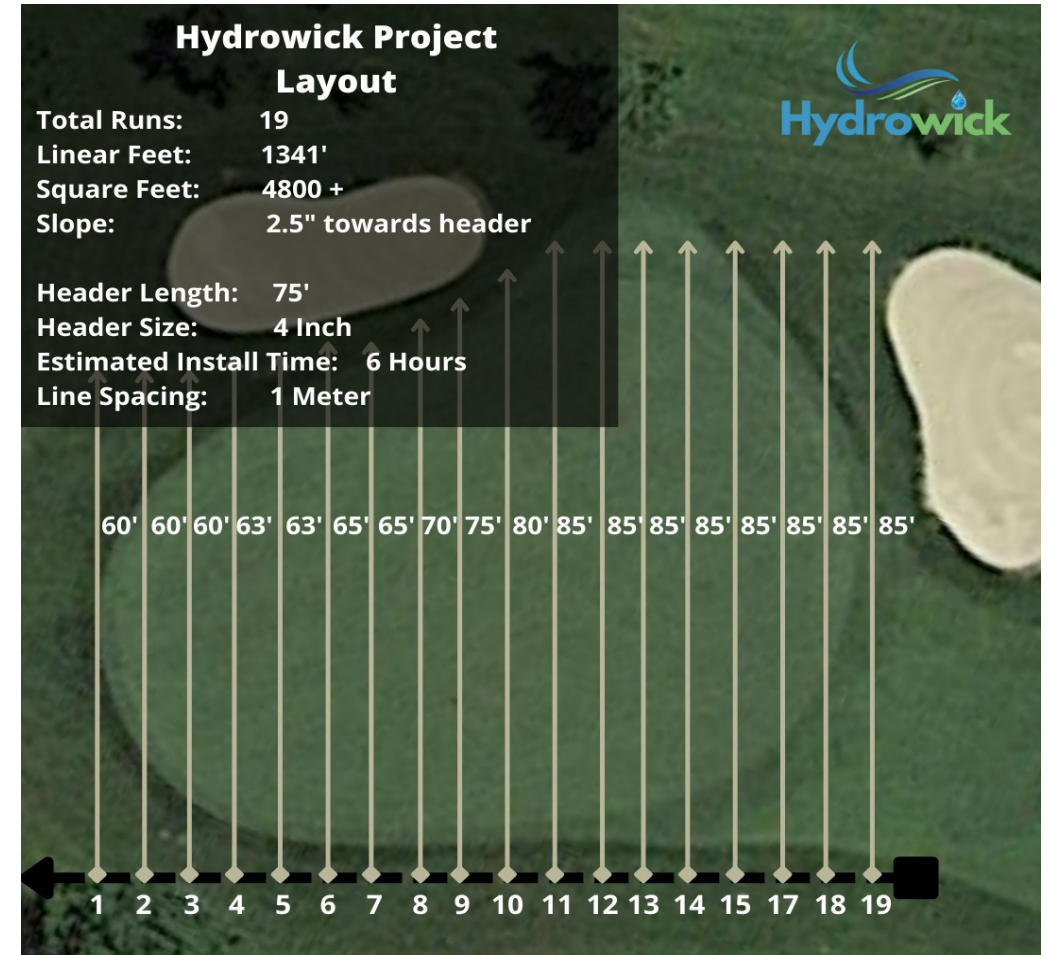 Hydrowick Project
Layout
Total Runs: 19
Linear Feet: 1341'
Square Feet: 4800 +
Slope: 2.5" towards header
Header Length: 75'
Header Size: 4 Inch
Estimated Install Time: 6 Hours
Line Spacing: 1 Meter
Hydrowick
60' 60' 60' 63' 63' 65' 65' 70' 75' 80' 85' 85' 85' 85' 85' 85' 85' 85'
1 2 3 4 5 6 7 8 9 10 11 12 13 14 15 17 18 19